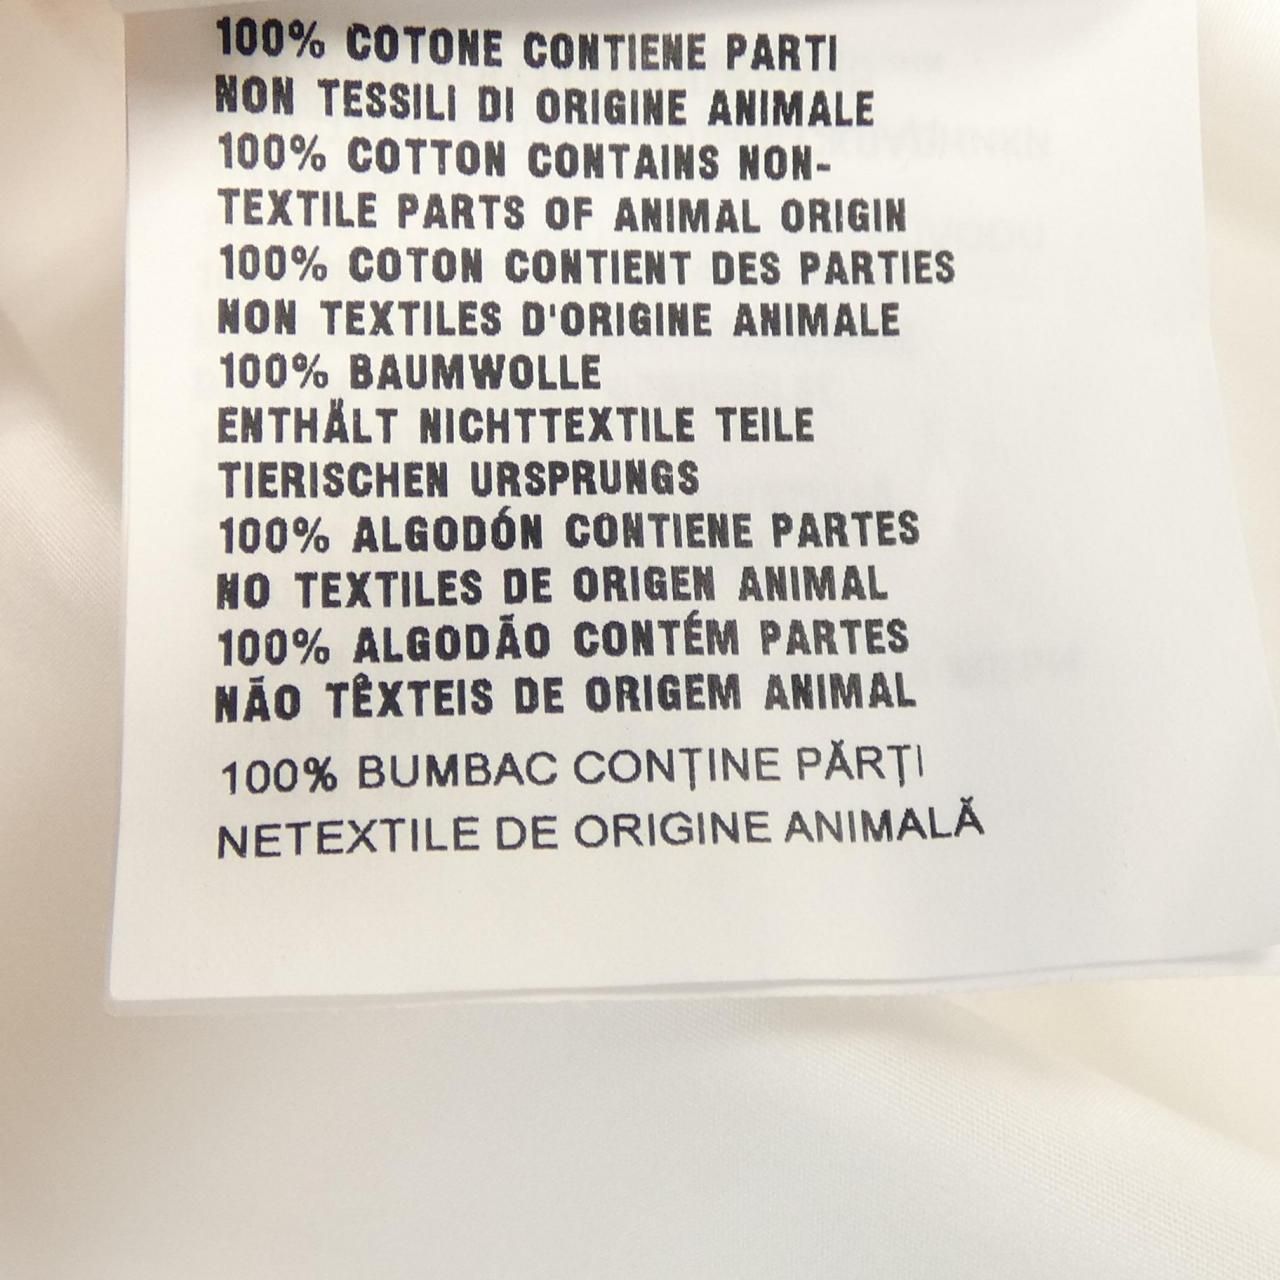 100% COTONE CONTIENE PARTI
NON TESSILI DI ORIGINE ANIMALE
100% COTTON CONTAINS NON-
TEXTILE PARTS OF ANIMAL ORIGIN
100% COTON CONTIENT DES PARTIES
NON TEXTILES D'ORIGINE ANIMALE
100% BAUMWOLLE
ENTHÄLT NICHTTEXTILE TEILE
TIERISCHEN URSPRUNGS
100% ALGODÓN CONTIENE PARTES
NO TEXTILES DE ORIGEN ANIMAL
100% ALGODÃO CONTÉM PARTES
NÃO TÊXTEIS DE ORIGEM ANIMAL
100% BUMBAC CONȚINE PĂRȚI
NETEXTILE DE ORIGINE ANIMALĂ